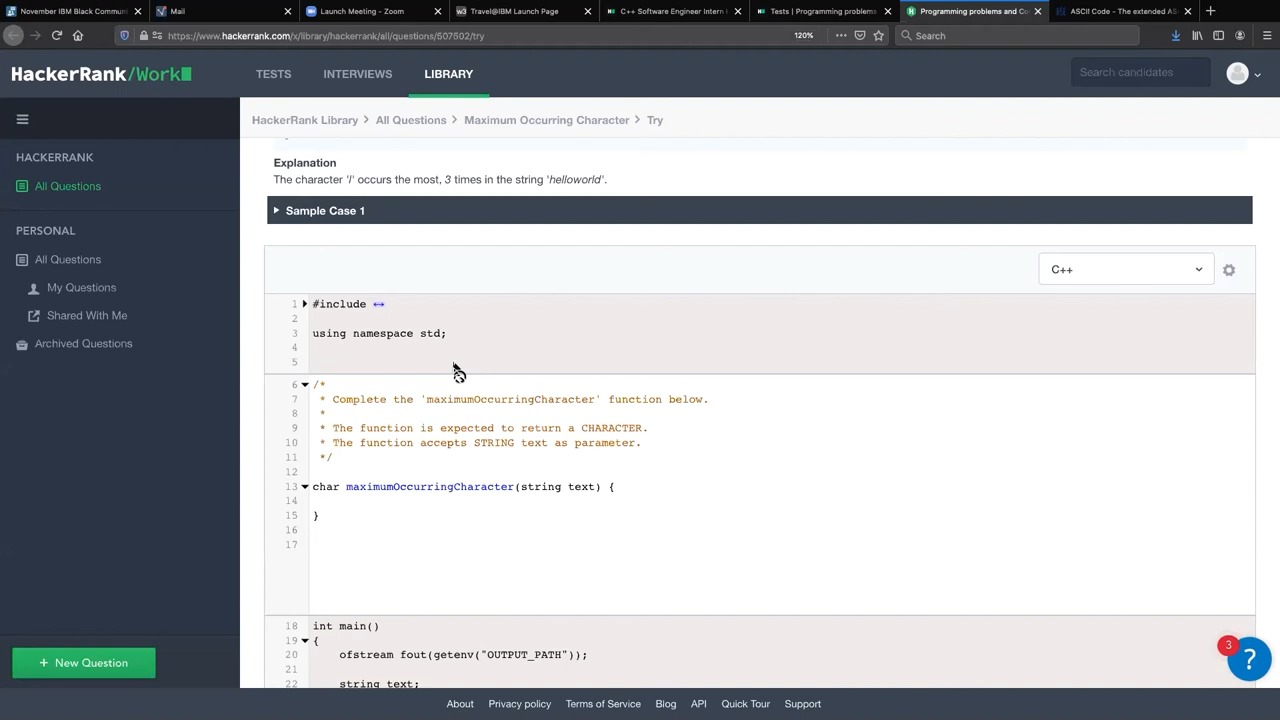 November IBM Black Commun
Mail
Launch Meeting - Zoom
Travel@IBM Launch Page
C++ Software Engineer Intern
Tests | Programming problems
Programming problems and Co
ASCII Code - The extended AS
https://www.hackerrank.com/x/library/hackerrank/all/questions/507502/try
120%
Search
HackerRank/Work
TESTS
INTERVIEWS
LIBRARY
Search candidates
HackerRank Library > All Questions > Maximum Occurring Character > Try
HACKERRANK
All Questions
PERSONAL
All Questions
My Questions
Shared With Me
Archived Questions
+ New Question
Explanation
The character 'l' occurs the most, 3 times in the string 'helloworld'.
Sample Case 1
C++
1 #include
2
3 using namespace std;
4
5
6 /*
7 * Complete the 'maximumOccurringCharacter' function below.
8 *
9 * The function is expected to return a CHARACTER.
10 * The function accepts STRING text as parameter.
11 */
12
13 char maximumOccurringCharacter(string text) {
14
15 }
16
17
18 int main()
19 {
20 ofstream fout(getenv("OUTPUT_PATH"));
21
22 string text;
3
?
About Privacy policy Terms of Service Blog API Quick Tour Support